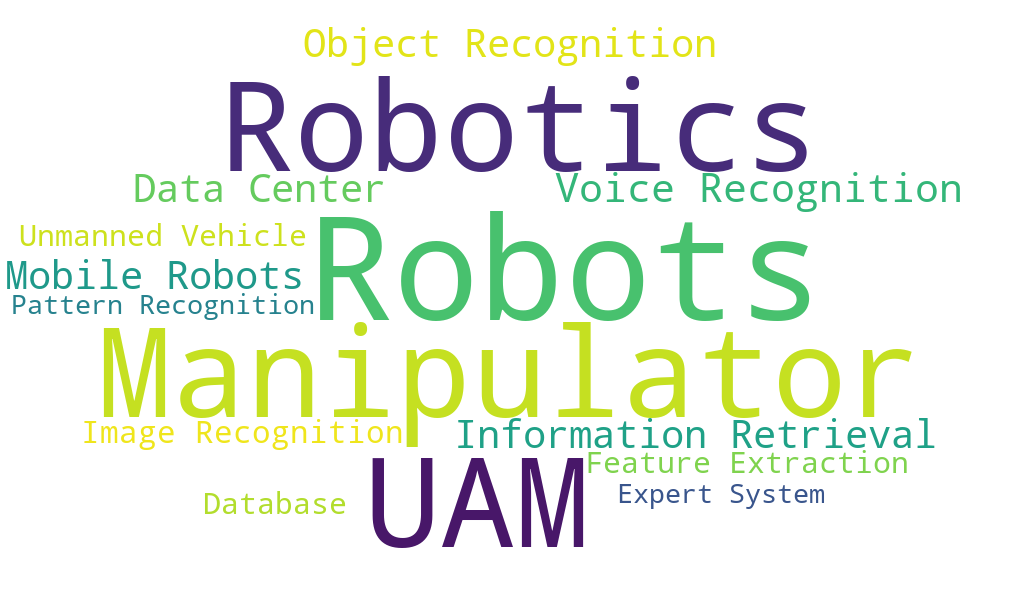 Object Recognition
Robotics
Data Center
Voice Recognition
Unmanned Vehicle
Robots
Mobile Robots
Pattern Recognition
Manipulator
Image Recognition
Information Retrieval
Feature Extraction
UAM
Database
Expert System